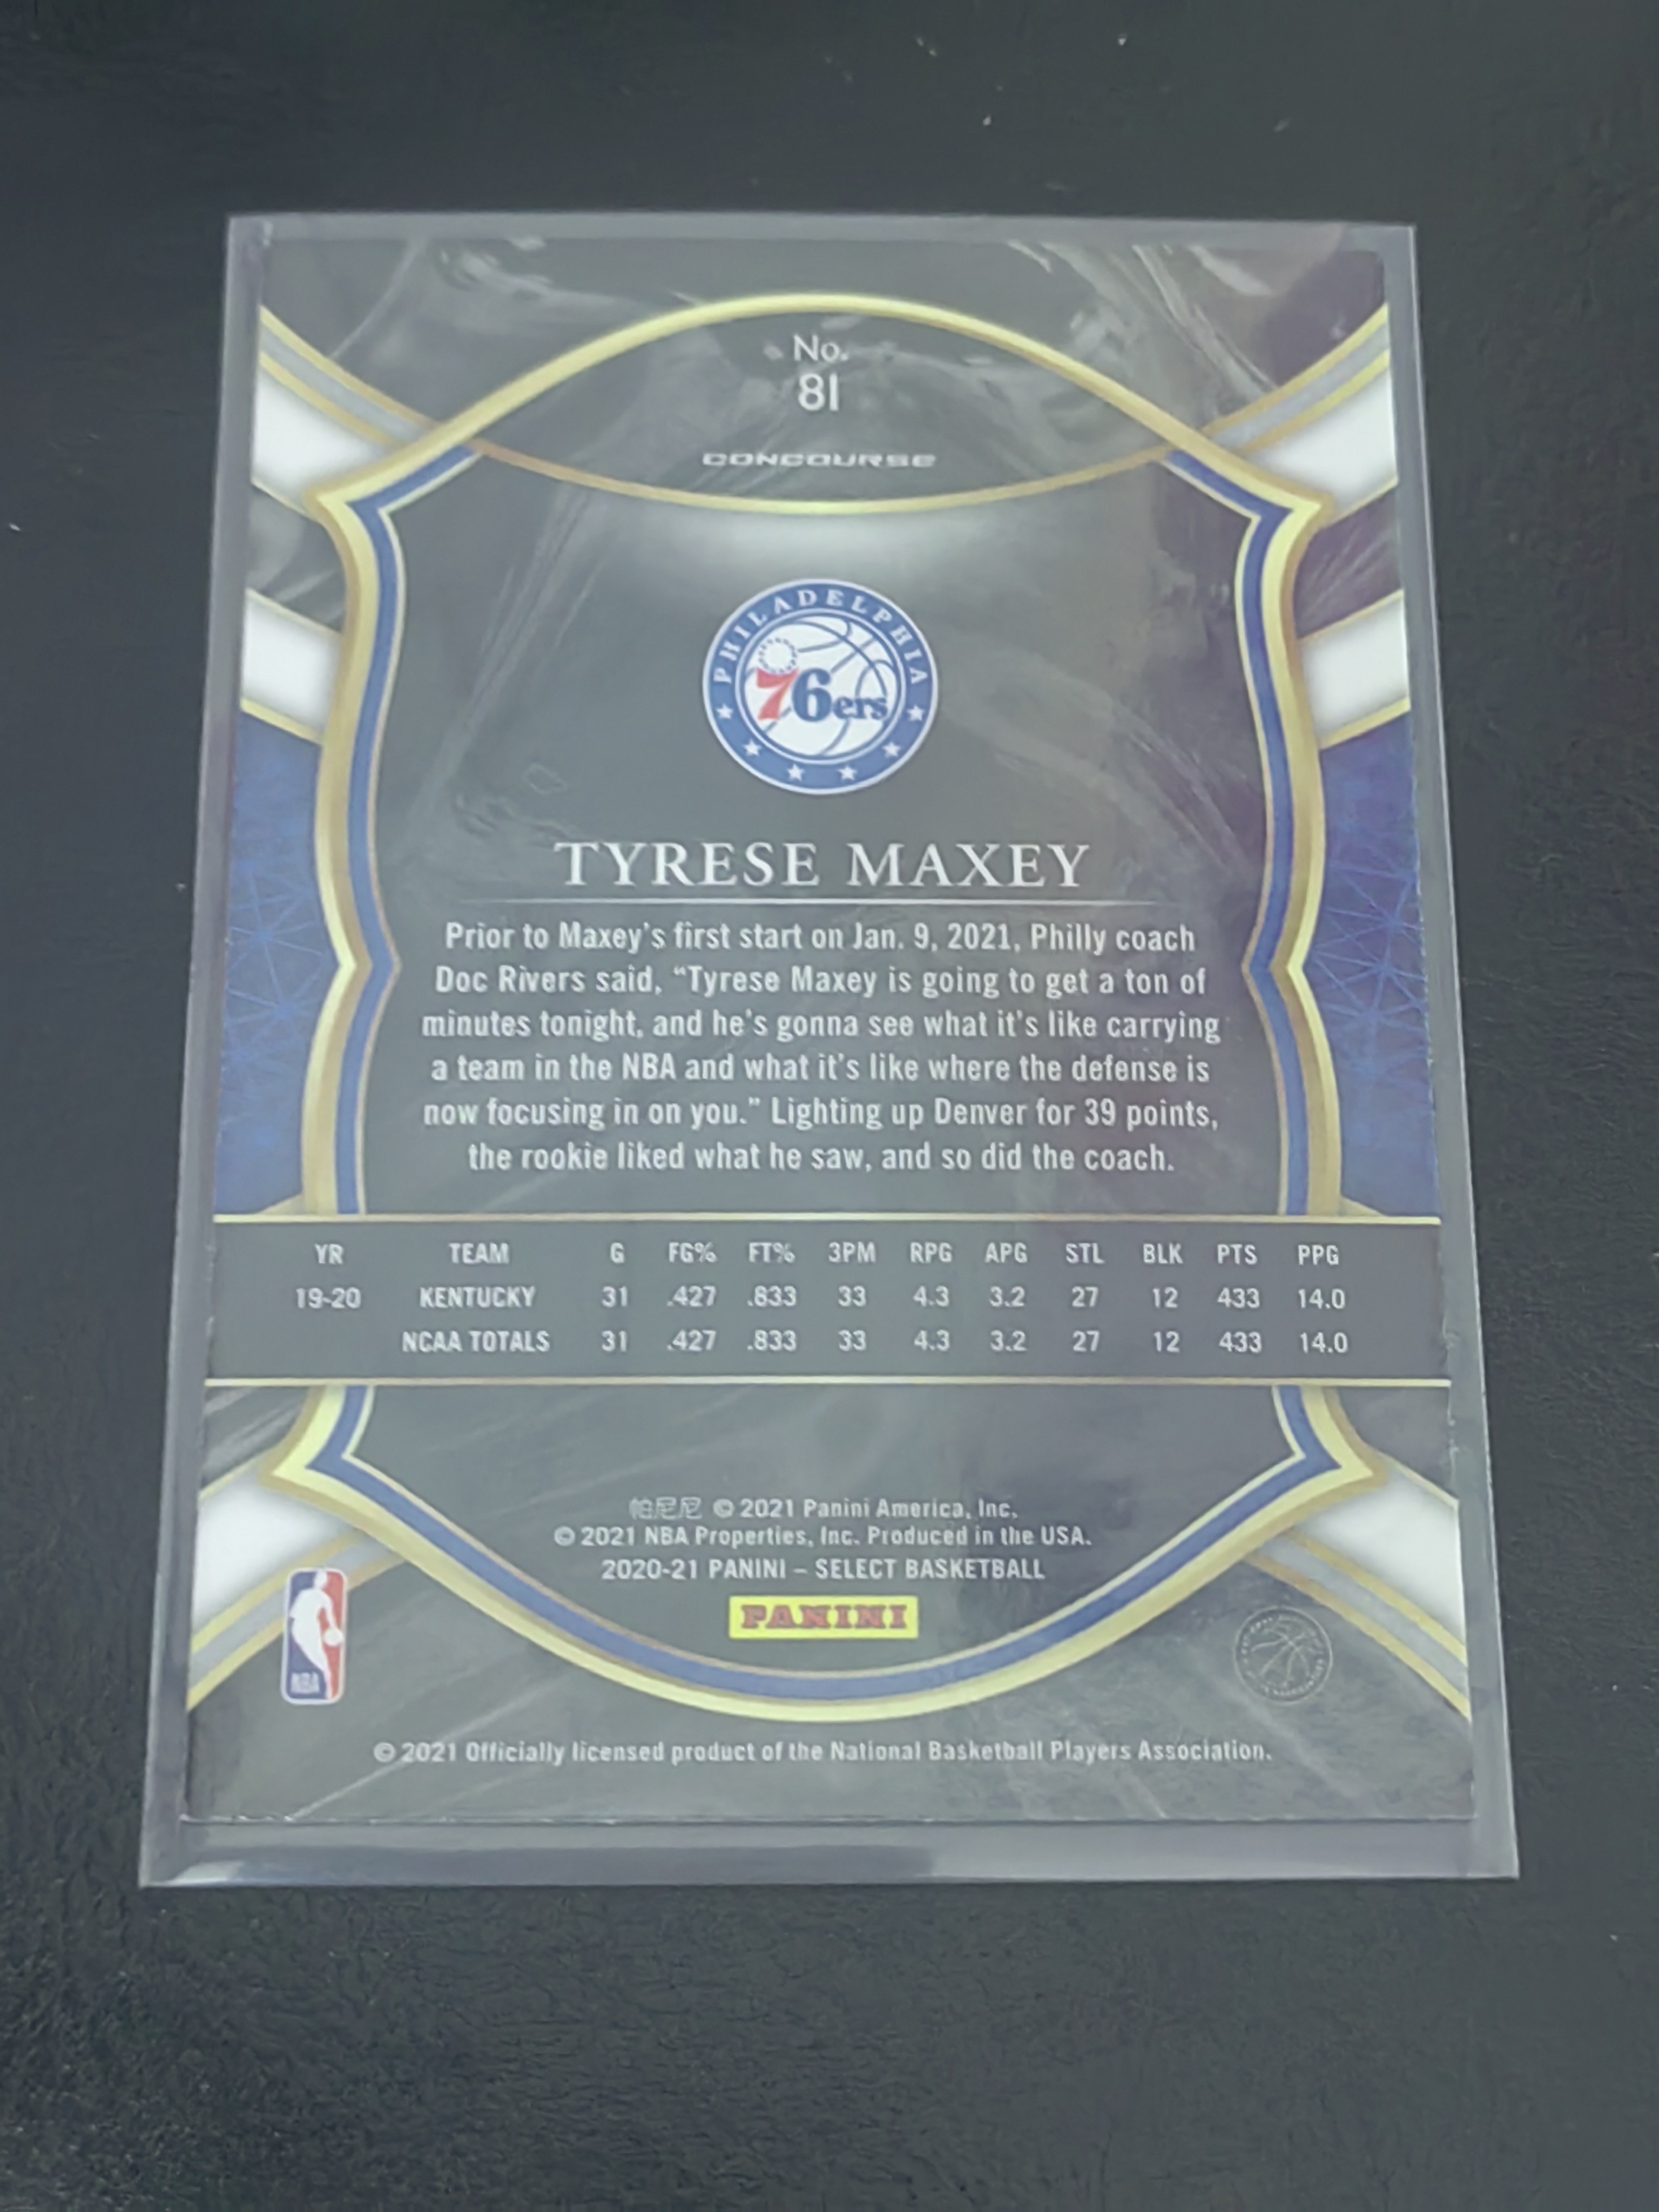 No.
81
CONCOURSE
PHILADELPHIA
76ers
TYRESE MAXEY
Prior to Maxey's first start on Jan. 9, 2021, Philly coach
Doc Rivers said, “Tyrese Maxey is going to get a ton of
minutes tonight, and he's gonna see what it's like carrying
a team in the NBA and what it's like where the defense is
now focusing in on you.” Lighting up Denver for 39 points,
the rookie liked what he saw, and so did the coach.
YR TEAM G FG% FT% 3PM RPG APG STL BLK PTS PPG
19-20 KENTUCKY 31 .427 .833 33 4.3 3.2 27 12 433 14.0
NCAA TOTALS 31 .427 .833 33 4.3 3.2 27 12 433 14.0
帕尼尼 © 2021 Panini America, Inc.
© 2021 NBA Properties, Inc. Produced in the USA.
2020-21 PANINI – SELECT BASKETBALL
PANINI
NBA
© 2021 Officially licensed product of the National Basketball Players Association.